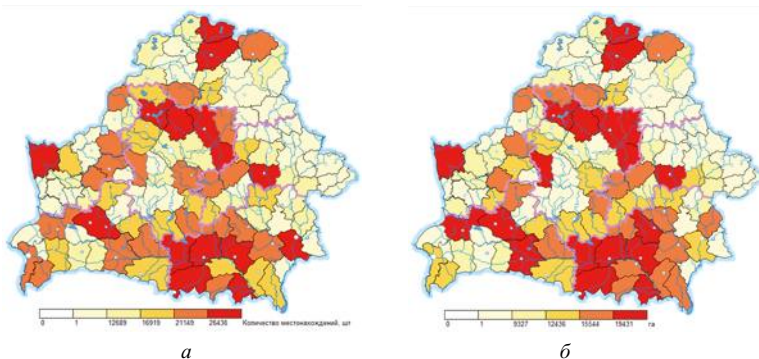 0 1 12689 16919 21149 26436 Количество местонахождений, шт
0 1 9327 12436 15544 19431 га
а б